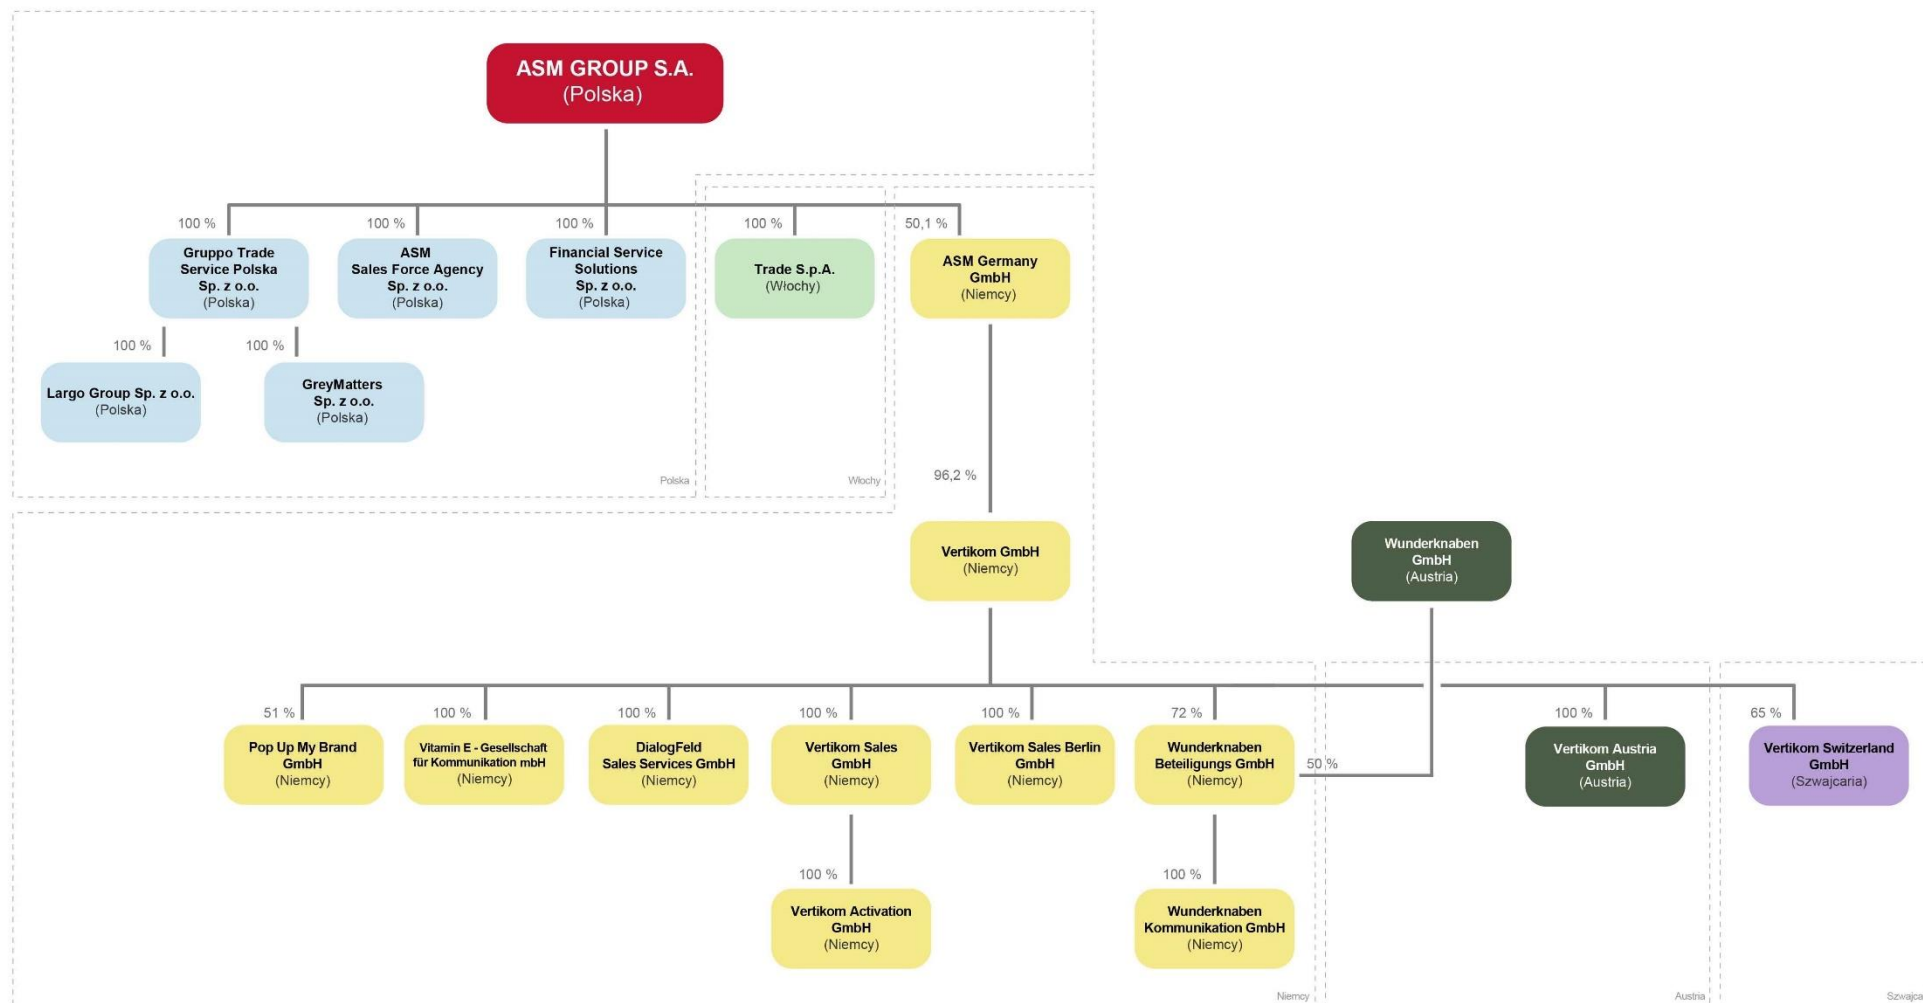 ASM GROUP S.A.
(Polska)
100 %
100 %
100 %
100 %
50,1 %
Gruppo Trade
Service Polska
Sp. z o.o.
(Polska)
ASM
Sales Force Agency
Sp. z o.o.
(Polska)
Financial Service
Solutions
Sp. z o.o.
(Polska)
Trade S.p.A.
(Włochy)
ASM Germany
GmbH
(Niemcy)
100 %
100 %
Largo Group Sp. z o.o.
(Polska)
GreyMatters
Sp. z o.o.
(Polska)
Polska
Włochy
96,2 %
Vertikom GmbH
(Niemcy)
Wunderknaben
GmbH
(Austria)
51 %
100 %
100 %
100 %
100 %
72 %
100 %
65 %
Pop Up My Brand
GmbH
(Niemcy)
Vitamin E - Gesellschaft
für Kommunikation mbH
(Niemcy)
DialogFeld
Sales Services GmbH
(Niemcy)
Vertikom Sales
GmbH
(Niemcy)
Vertikom Sales Berlin
GmbH
(Niemcy)
Wunderknaben
Beteiligungs GmbH
(Niemcy)
50 %
Vertikom Austria
GmbH
(Austria)
Vertikom Switzerland
GmbH
(Szwajcaria)
100 %
100 %
Vertikom Activation
GmbH
(Niemcy)
Wunderknaben
Kommunikation GmbH
(Niemcy)
Niemcy
Austria
Szwajca